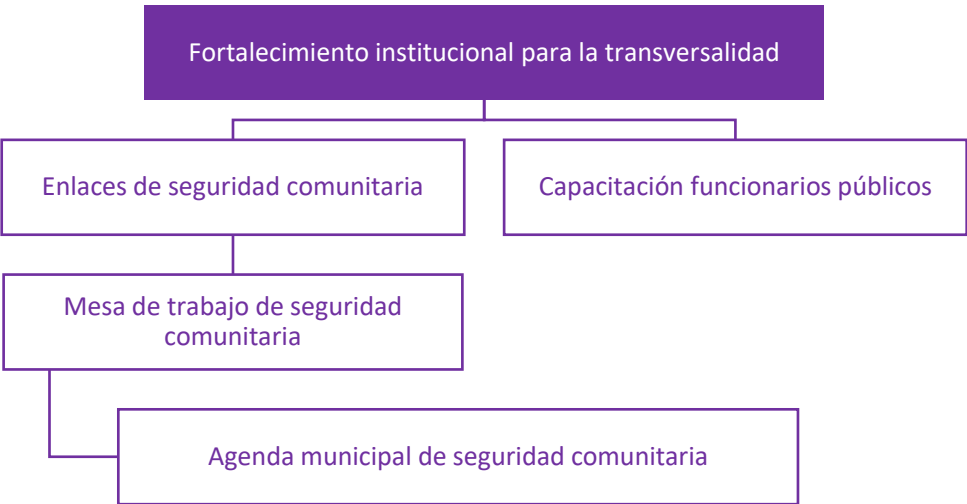 Fortalecimiento institucional para la transversalidad
Enlaces de seguridad comunitaria
Capacitación funcionarios públicos
Mesa de trabajo de seguridad
comunitaria
Agenda municipal de seguridad comunitaria